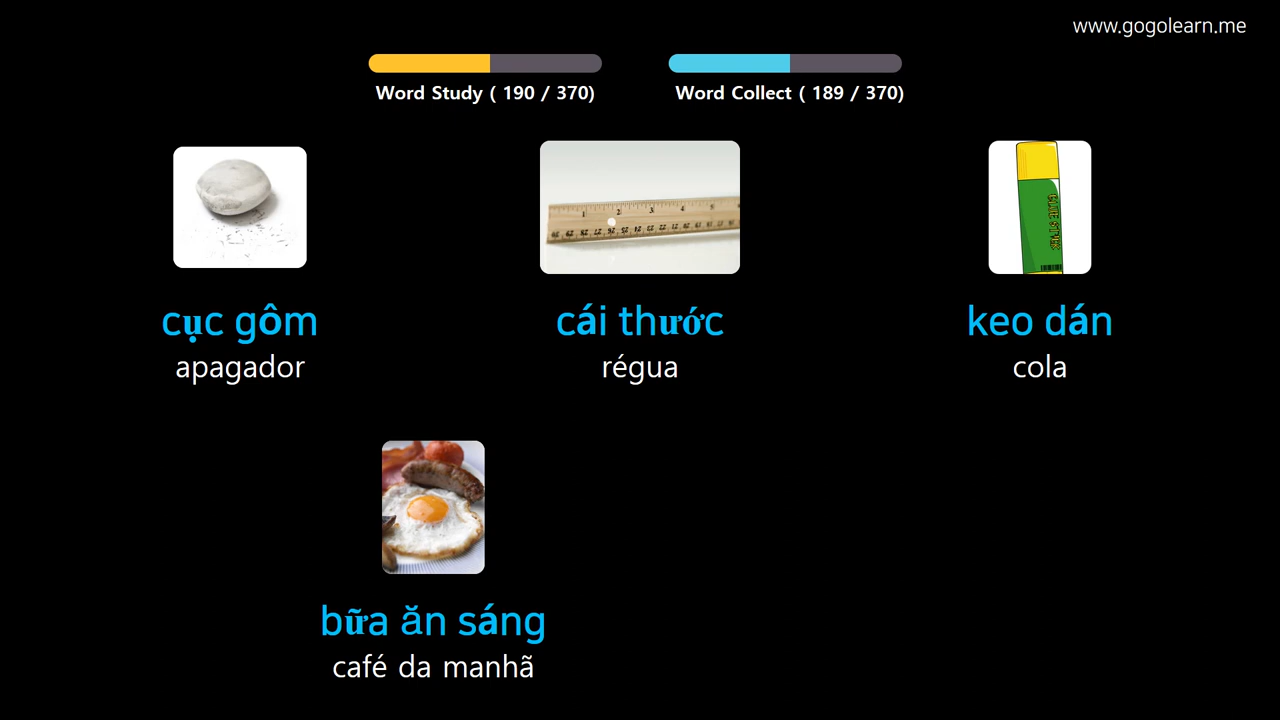 www.gogolearn.me
Word Study ( 190 / 370)
Word Collect ( 189 / 370)
cục gôm
apagador
cái thước
régua
keo dán
cola
bữa ăn sáng
café da manhã